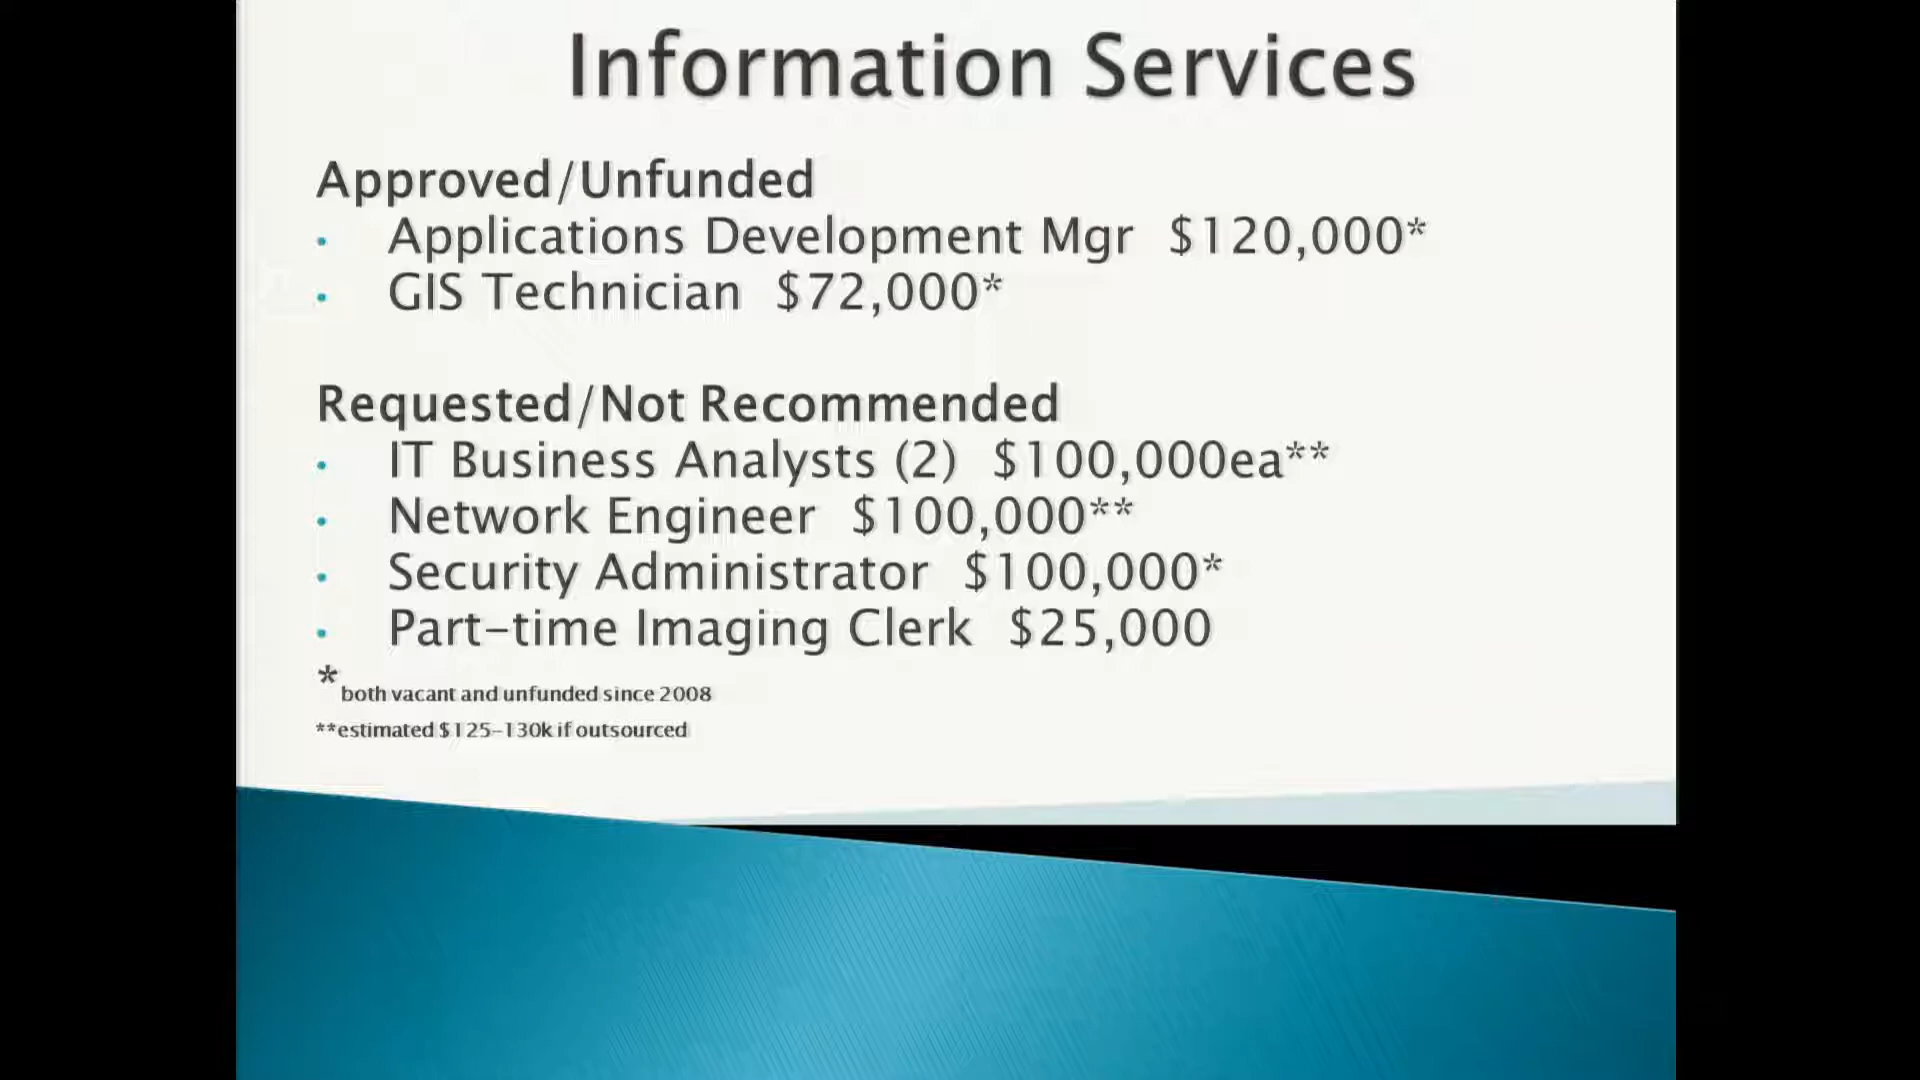 Information Services
Approved/Unfunded
• Applications Development Mgr $120,000*
• GIS Technician $72,000*
Requested/Not Recommended
• IT Business Analysts (2) $100,000ea**
• Network Engineer $100,000**
• Security Administrator $100,000*
• Part-time Imaging Clerk $25,000
* both vacant and unfunded since 2008
**estimated $125-130k if outsourced